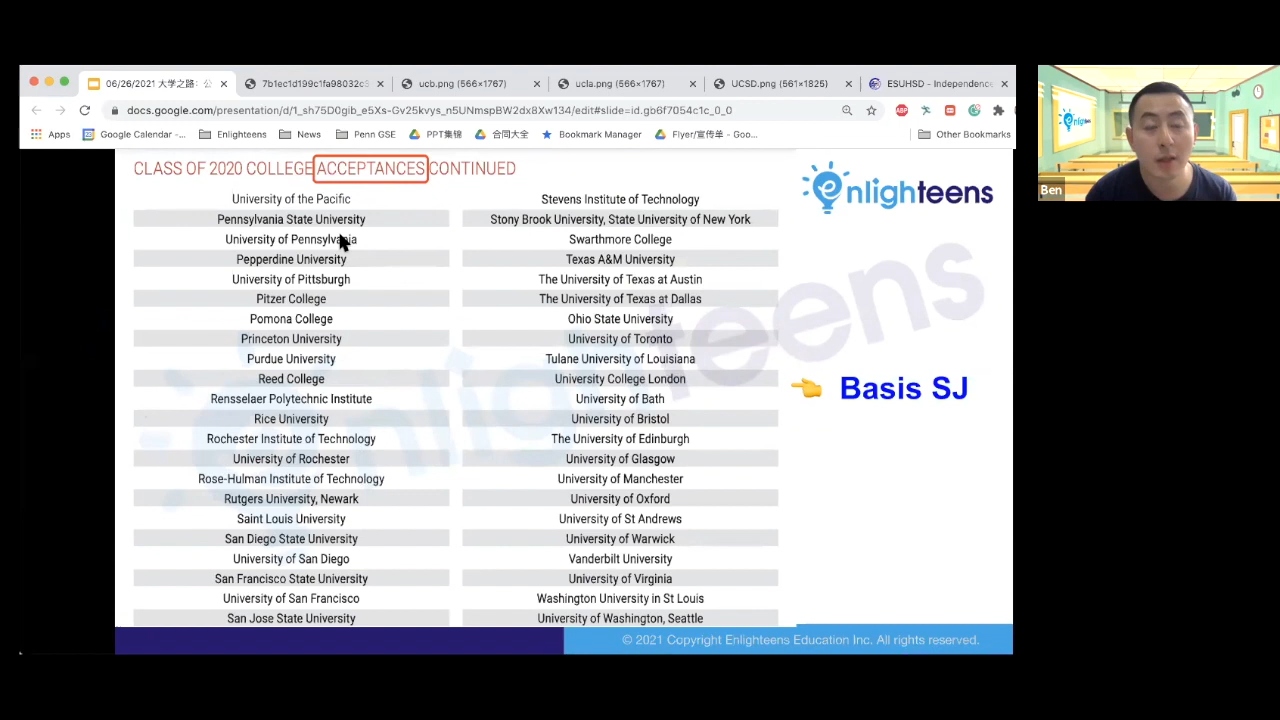 06/26/2021 大学之路：公
7b1ec1d199c1fa98032c5
ucb.png (566×1767)
ucla.png (566×1767)
UCSD.png (561×1825)
ESUHSD - Independence
docs.google.com/presentation/d/1_sh75D0gib_e5Xs-Gv25kvys_n5UNmspBW2dx8Xw134/edit#slide=id.gb6f7054c1c_0_0
Apps
Google Calendar -...
Enlighteens
News
Penn GSE
PPT集锦
合同大全
Bookmark Manager
Flyer/宣传单 - Goo...
Other Bookmarks
CLASS OF 2020 COLLEGE ACCEPTANCES CONTINUED
enlighteens
University of the Pacific
Pennsylvania State University
University of Pennsylvania
Pepperdine University
University of Pittsburgh
Pitzer College
Pomona College
Princeton University
Purdue University
Reed College
Rensselaer Polytechnic Institute
Rice University
Rochester Institute of Technology
University of Rochester
Rose-Hulman Institute of Technology
Rutgers University, Newark
Saint Louis University
San Diego State University
University of San Diego
San Francisco State University
University of San Francisco
San Jose State University
Stevens Institute of Technology
Stony Brook University, State University of New York
Swarthmore College
Texas A&M University
The University of Texas at Austin
The University of Texas at Dallas
Ohio State University
University of Toronto
Tulane University of Louisiana
University College London
University of Bath
University of Bristol
The University of Edinburgh
University of Glasgow
University of Manchester
University of Oxford
University of St Andrews
University of Warwick
Vanderbilt University
University of Virginia
Washington University in St Louis
University of Washington, Seattle
Basis SJ
© 2021 Copyright Enlighteens Education Inc. All rights reserved.
enlighteens
Ben